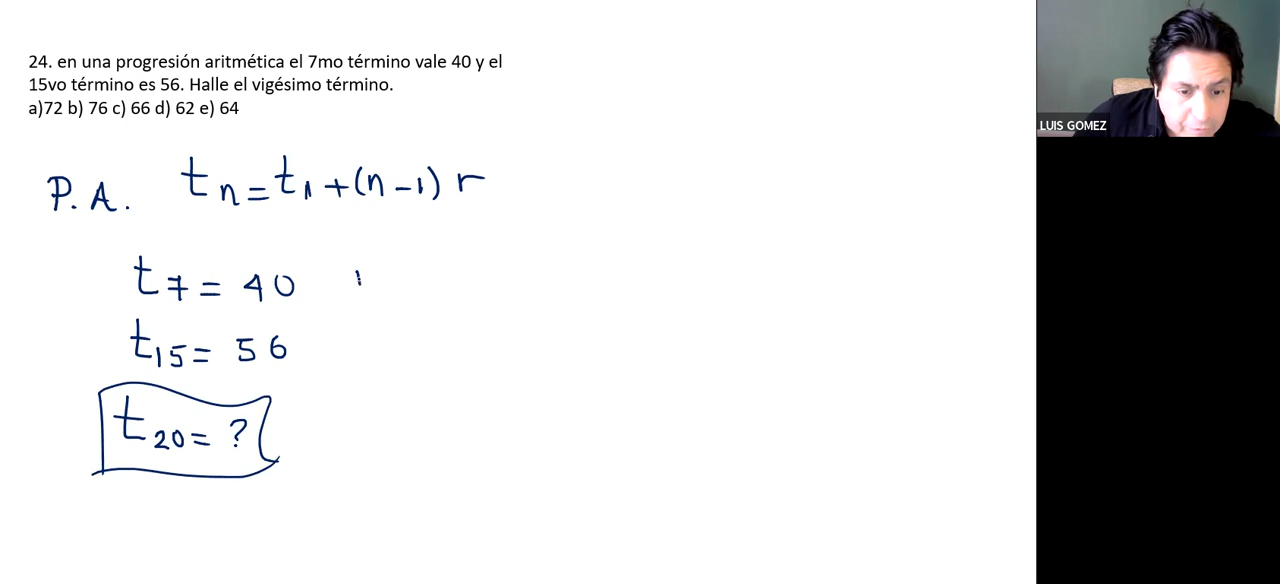 24. en una progresión aritmética el 7mo término vale 40 y el
15vo término es 56. Halle el vigésimo término.
a)72 b) 76 c) 66 d) 62 e) 64
P. A. tn = t1 + (n - 1) r
t7 = 40
t15 = 56
t20 = ?
LUIS GOMEZ